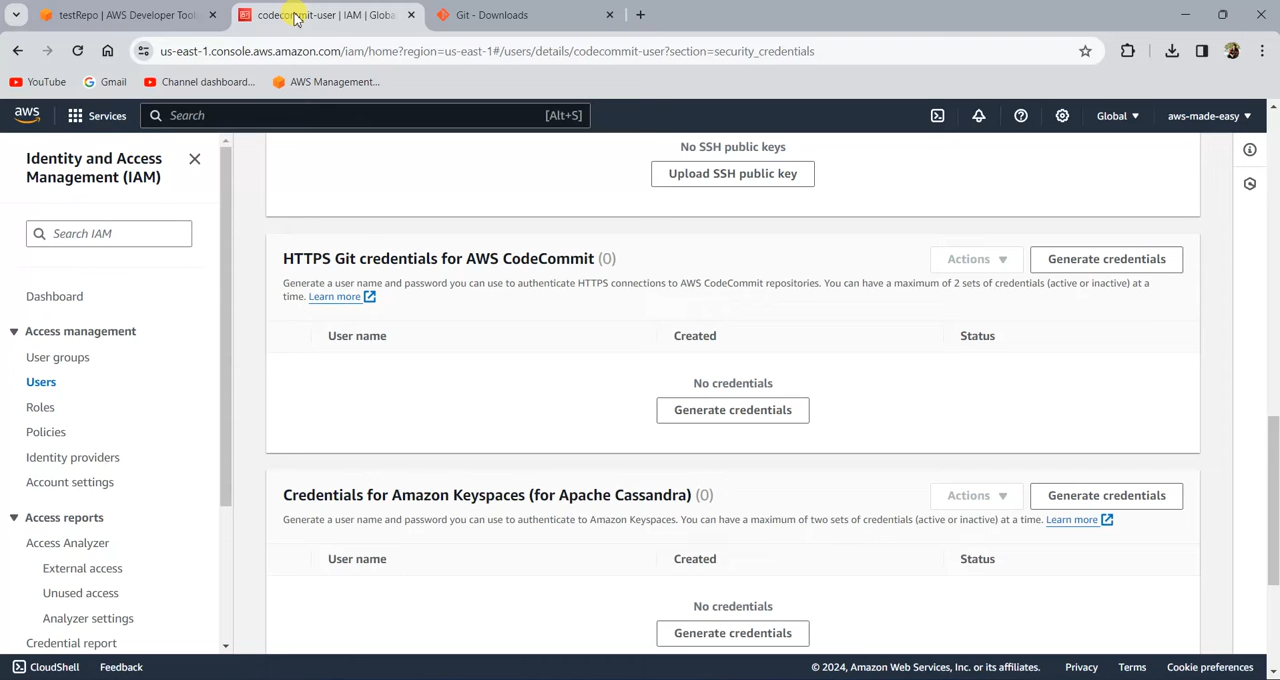 testRepo | AWS Developer Tool
codecommit-user | IAM | Globa
Git - Downloads
us-east-1.console.aws.amazon.com/iam/home?region=us-east-1#/users/details/codecommit-user?section=security_credentials
YouTube
Gmail
Channel dashboard...
AWS Management...
aws
Services
Search
[Alt+S]
Global
aws-made-easy
Identity and Access
Management (IAM)
Search IAM
Dashboard
Access management
User groups
Users
Roles
Policies
Identity providers
Account settings
Access reports
Access Analyzer
External access
Unused access
Analyzer settings
Credential report
No SSH public keys
Upload SSH public key
HTTPS Git credentials for AWS CodeCommit (0)
Actions
Generate credentials
Generate a user name and password you can use to authenticate HTTPS connections to AWS CodeCommit repositories. You can have a maximum of 2 sets of credentials (active or inactive) at a
time. Learn more
User name
Created
Status
No credentials
Generate credentials
Credentials for Amazon Keyspaces (for Apache Cassandra) (0)
Actions
Generate credentials
Generate a user name and password you can use to authenticate to Amazon Keyspaces. You can have a maximum of two sets of credentials (active or inactive) at a time. Learn more
User name
Created
Status
No credentials
Generate credentials
CloudShell
Feedback
© 2024, Amazon Web Services, Inc. or its affiliates.
Privacy
Terms
Cookie preferences